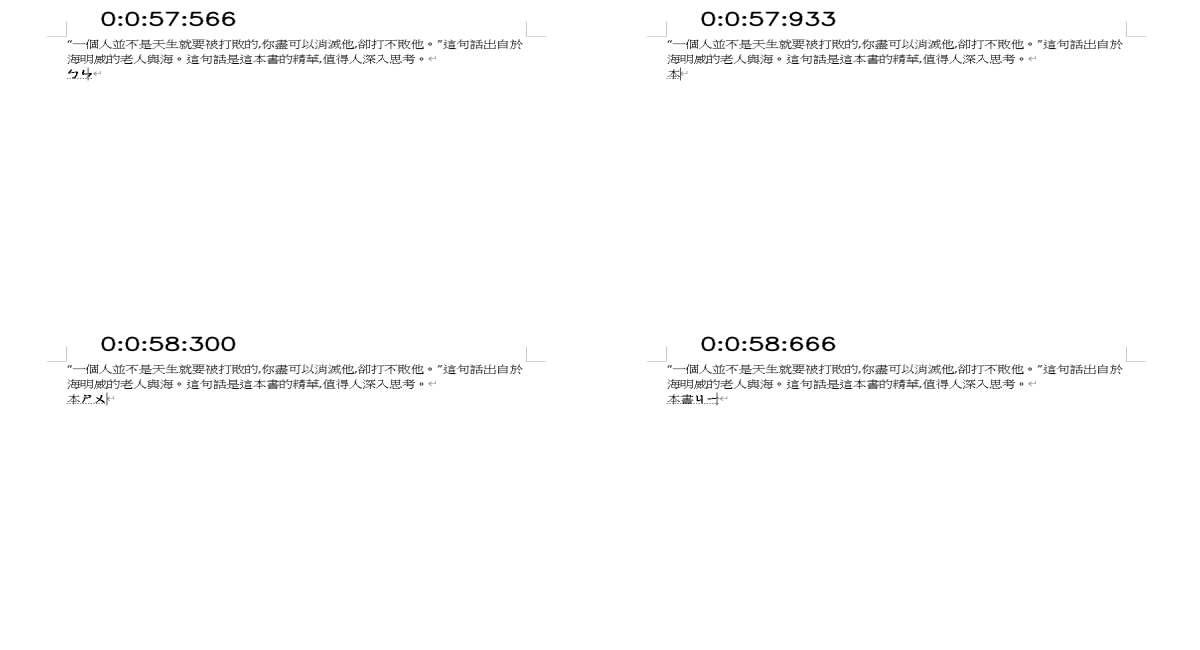 0:0:57:566
“一個人並不是天生就要被打敗的,你盡可以消滅他,卻打不敗他。”這句話出自於
海明威的老人與海。這句話是這本書的精華,值得人深入思考。
ㄅㄣ
0:0:57:933
“一個人並不是天生就要被打敗的,你盡可以消滅他,卻打不敗他。”這句話出自於
海明威的老人與海。這句話是這本書的精華,值得人深入思考。
本
0:0:58:300
“一個人並不是天生就要被打敗的,你盡可以消滅他,卻打不敗他。”這句話出自於
海明威的老人與海。這句話是這本書的精華,值得人深入思考。
本ㄕㄨ
0:0:58:666
“一個人並不是天生就要被打敗的,你盡可以消滅他,卻打不敗他。”這句話出自於
海明威的老人與海。這句話是這本書的精華,值得人深入思考。
本書ㄐㄧ